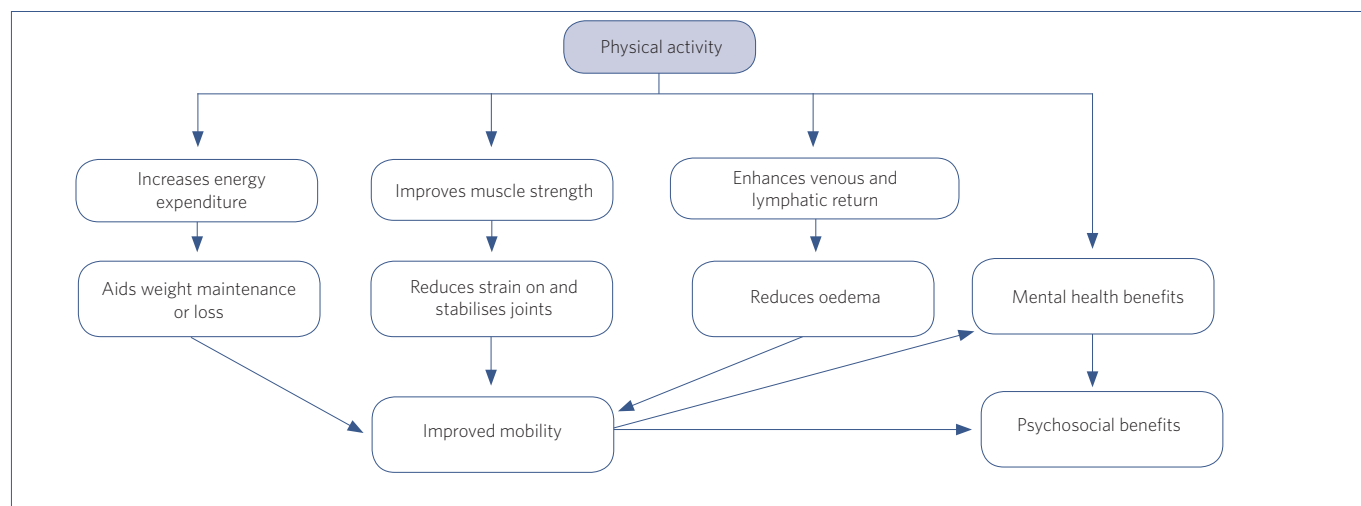 Physical activity
Increases energy
expenditure
Improves muscle strength
Enhances venous and
lymphatic return
Aids weight maintenance
or loss
Reduces strain on and
stabilises joints
Reduces oedema
Mental health benefits
Improved mobility
Psychosocial benefits